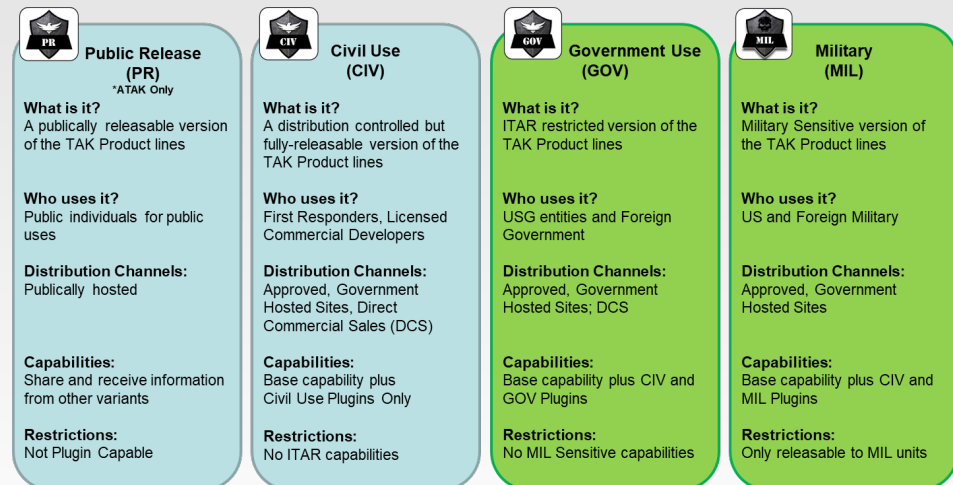 PR
Public Release
(PR)
*ATAK Only
What is it?
A publically releasable version
of the TAK Product lines
Who uses it?
Public individuals for public
uses
Distribution Channels:
Publically hosted
Capabilities:
Share and receive information
from other variants
Restrictions:
Not Plugin Capable
CIV
Civil Use
(CIV)
What is it?
A distribution controlled but
fully-releasable version of the
TAK Product lines
Who uses it?
First Responders, Licensed
Commercial Developers
Distribution Channels:
Approved, Government
Hosted Sites, Direct
Commercial Sales (DCS)
Capabilities:
Base capability plus
Civil Use Plugins Only
Restrictions:
No ITAR capabilities
GOV
Government Use
(GOV)
What is it?
ITAR restricted version of the
TAK Product lines
Who uses it?
USG entities and Foreign
Government
Distribution Channels:
Approved, Government
Hosted Sites; DCS
Capabilities:
Base capability plus CIV and
GOV Plugins
Restrictions:
No MIL Sensitive capabilities
MIL
Military
(MIL)
What is it?
Military Sensitive version of
the TAK Product lines
Who uses it?
US and Foreign Military
Distribution Channels:
Approved, Government
Hosted Sites
Capabilities:
Base capability plus CIV and
MIL Plugins
Restrictions:
Only releasable to MIL units